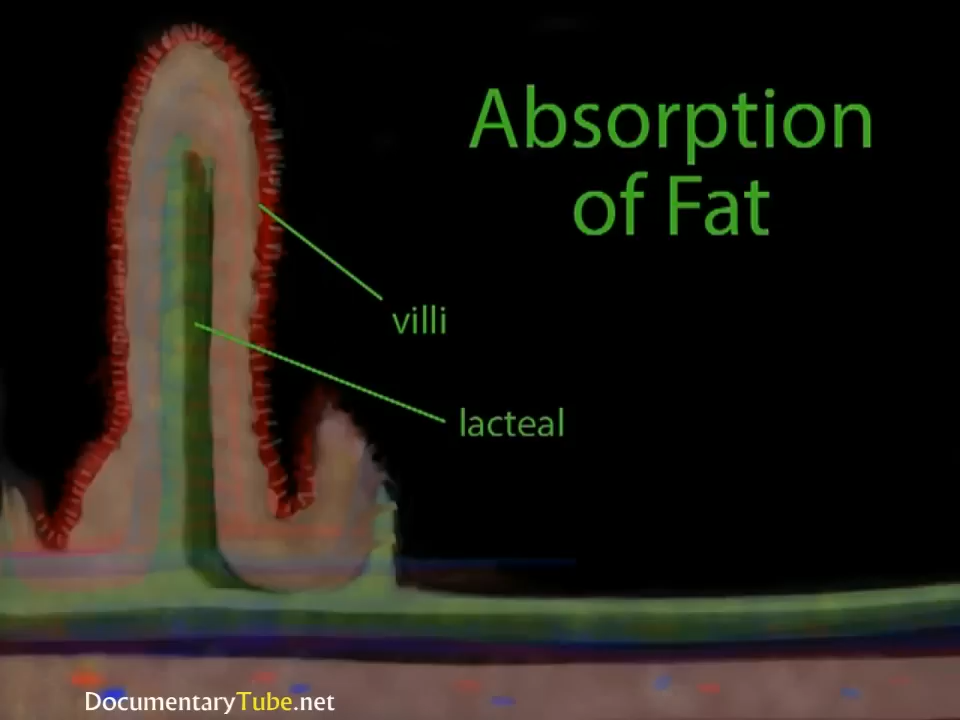 Absorption
of Fat
villi
lacteal
DocumentaryTube.net